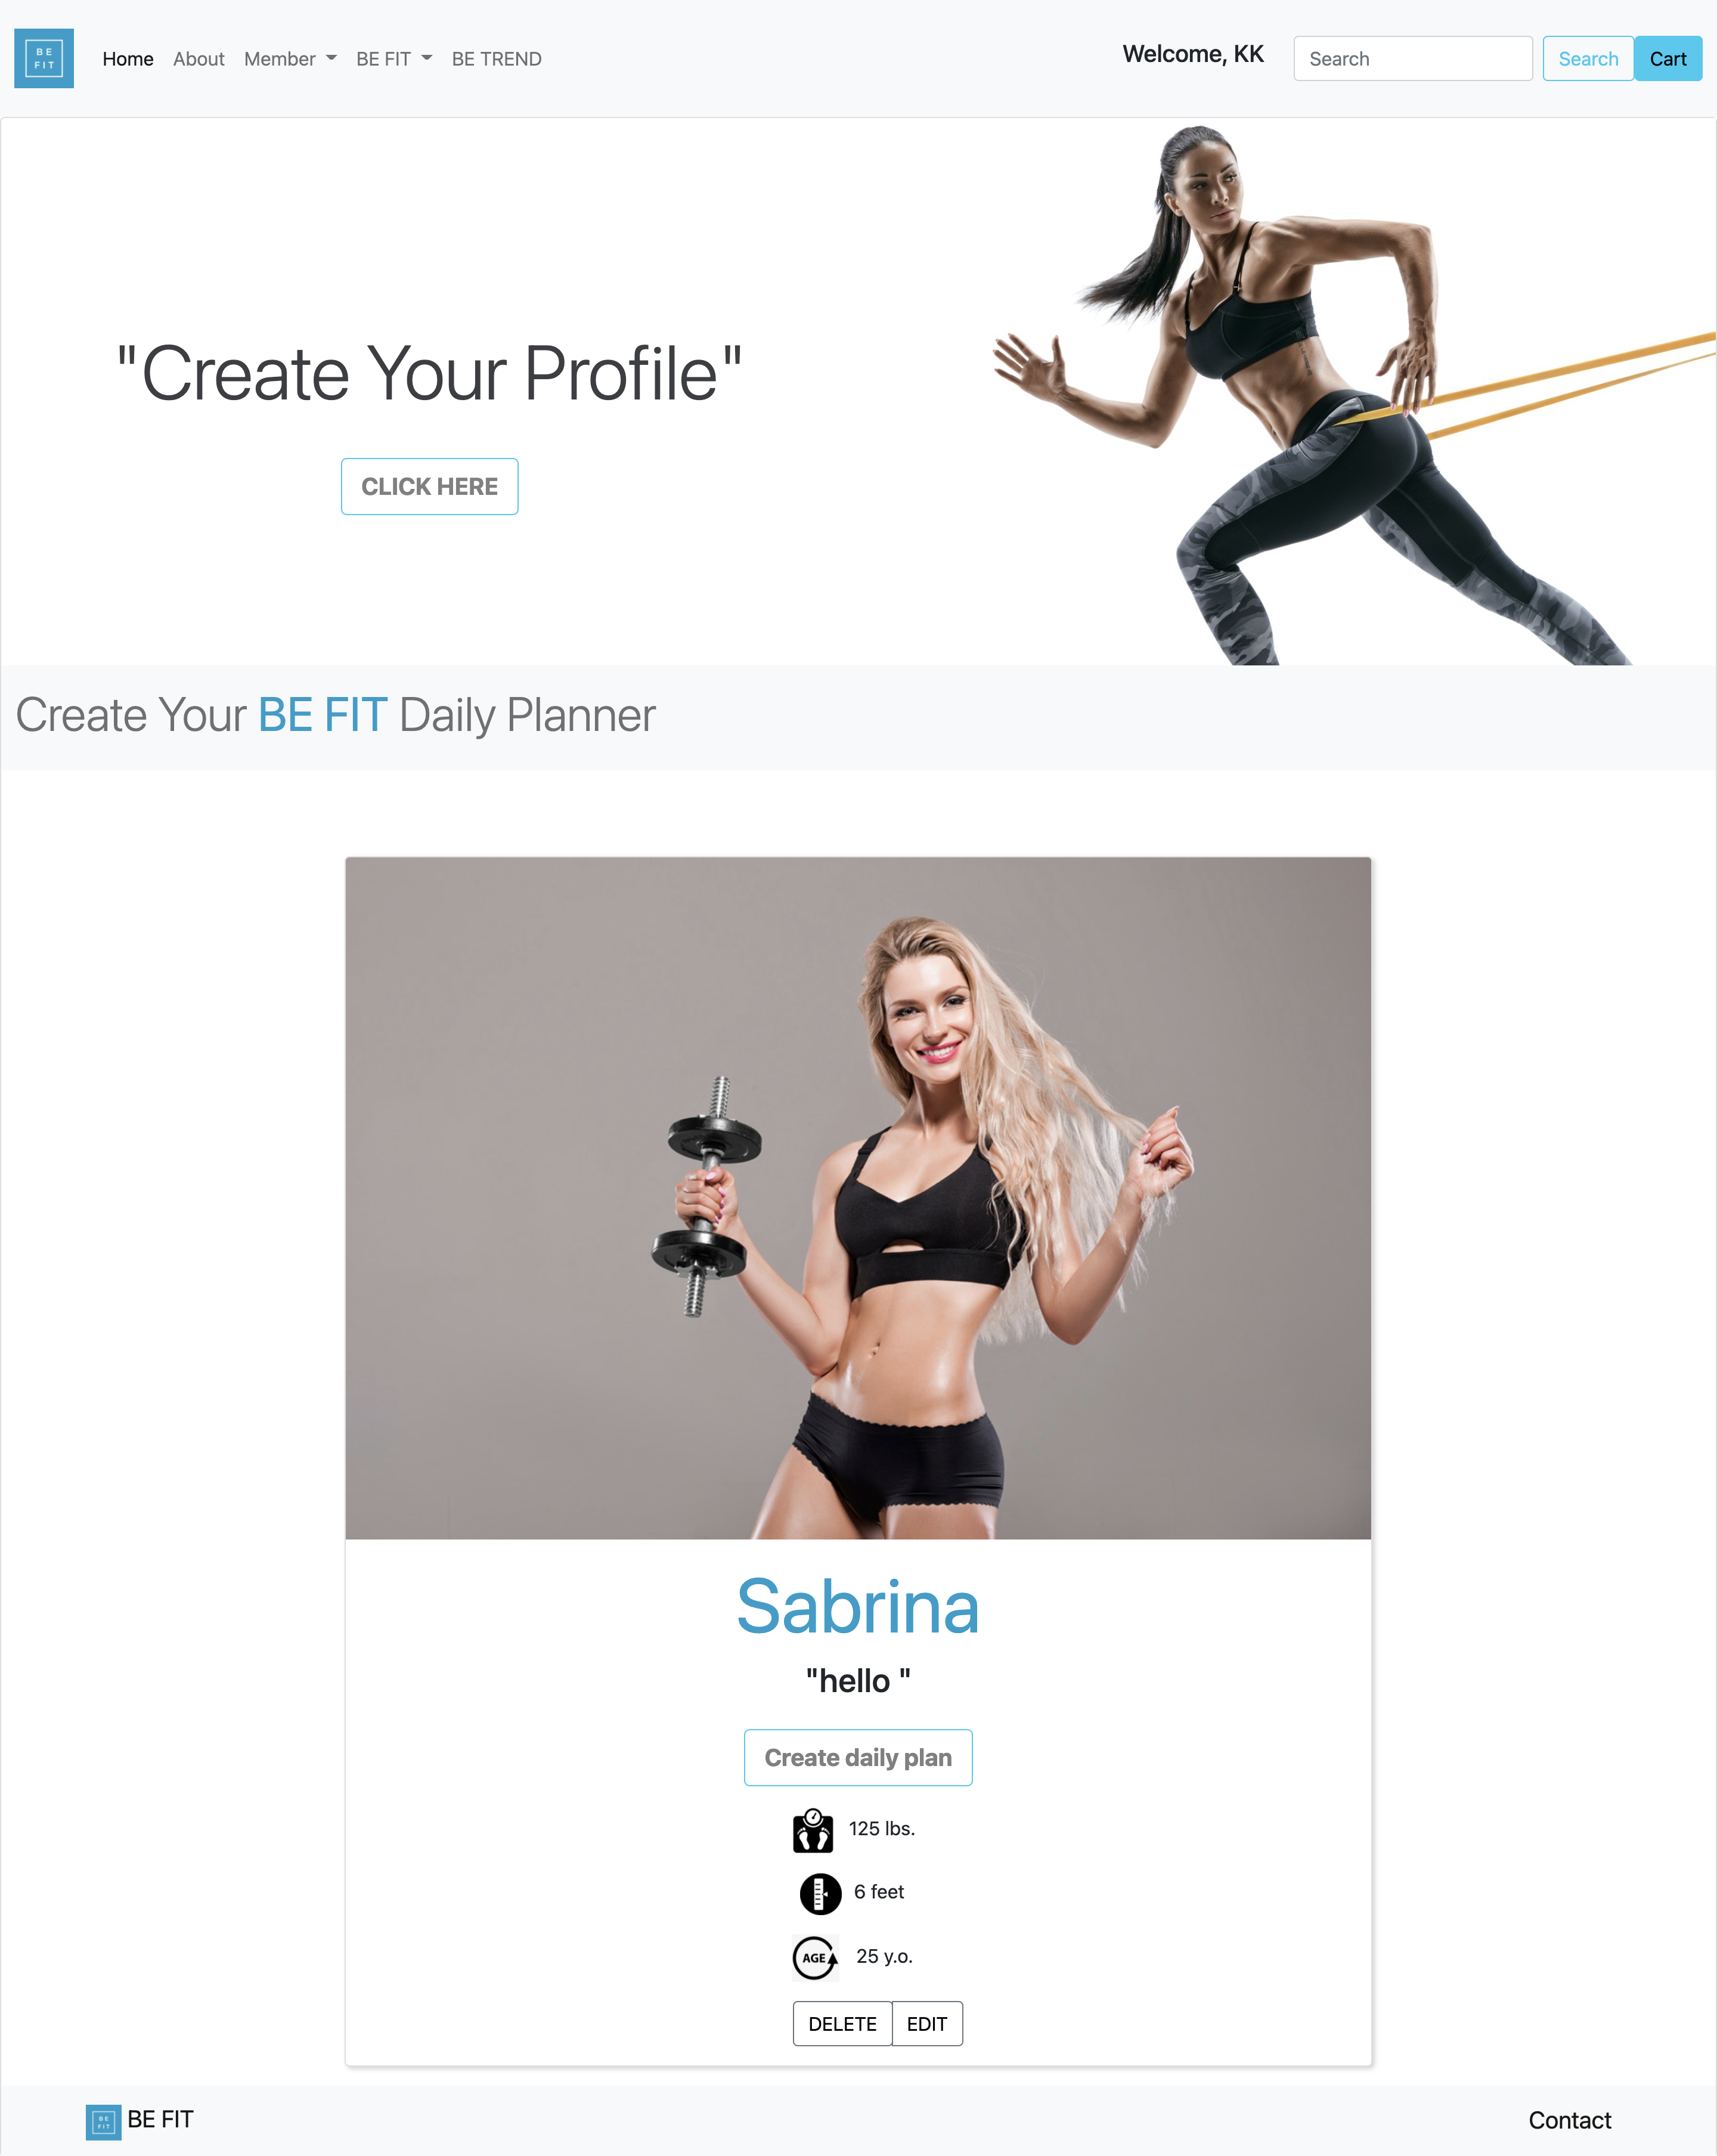 BE
FIT
Home About Member BE FIT BE TREND
Welcome, KK
Search
Search
Cart
"Create Your Profile"
CLICK HERE
Create Your BE FIT Daily Planner
Sabrina
"hello "
Create daily plan
125 lbs.
6 feet
AGE
25 y.o.
DELETE
EDIT
BE
FIT
BE FIT
Contact